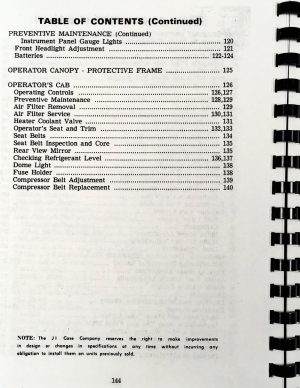 TABLE OF CONTENTS (Continued)
PREVENTIVE MAINTENANCE (Continued)
Instrument Panel Gauge Lights ........ 120
Front Headlight Adjustment ........ 121
Batteries ........ 122-124
OPERATOR CANOPY - PROTECTIVE FRAME ........ 125
OPERATOR'S CAB ........ 126
Operating Controls ........ 126,127
Preventive Maintenance ........ 128,129
Air Filter Removal ........ 129
Air Filter Service ........ 130,131
Heater Coolant Valve ........ 131
Operator's Seat and Trim ........ 132,133
Seat Belts ........ 134
Seat Belt Inspection and Core ........ 135
Rear View Mirror ........ 135
Checking Refrigerant Level ........ 136,137
Dome Light ........ 138
Fuse Holder ........ 138
Compressor Belt Adjustment ........ 139
Compressor Belt Replacement ........ 140
NOTE: The J I Case Company reserves the right to make improvements
in design or changes in specifications at any time without incurring any
obligation to install them on units previously sold.
144